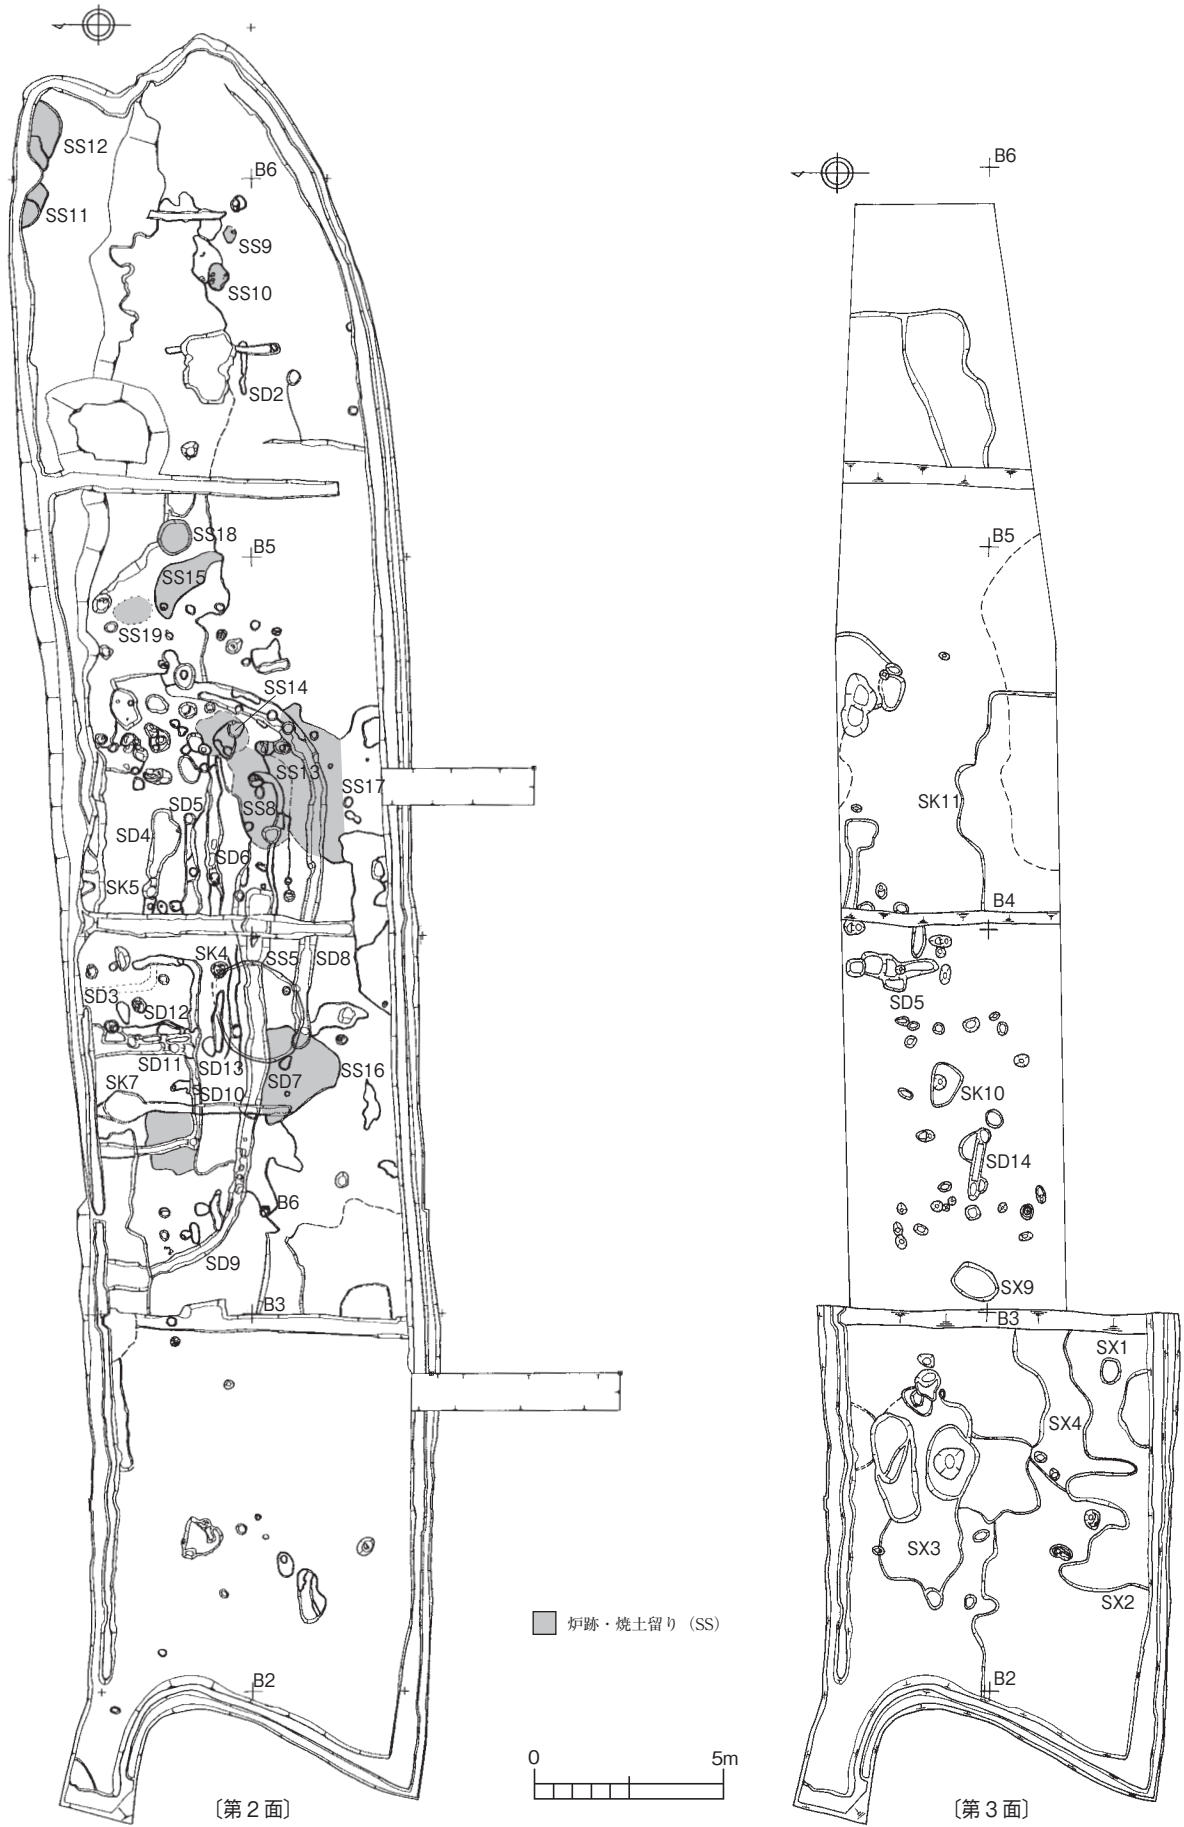 B6
SS12
SS11
SS9
SS10
SD2
SS18
B5
SS15
SS19
SS14
SS13
SS17
SD5
SS8
SD4
SD6
SK5
SK4
SS5
SD8
SD3
SD12
SD11
SD13
SD7
SS16
SK7
SD10
B6
SD9
B3
B2
〔第2面〕
炉跡・焼土留り (SS)
0 5m
B6
B5
SK11
B4
SD5
SK10
SD14
SX9
B3
SX1
SX4
SX3
SX2
B2
〔第3面〕